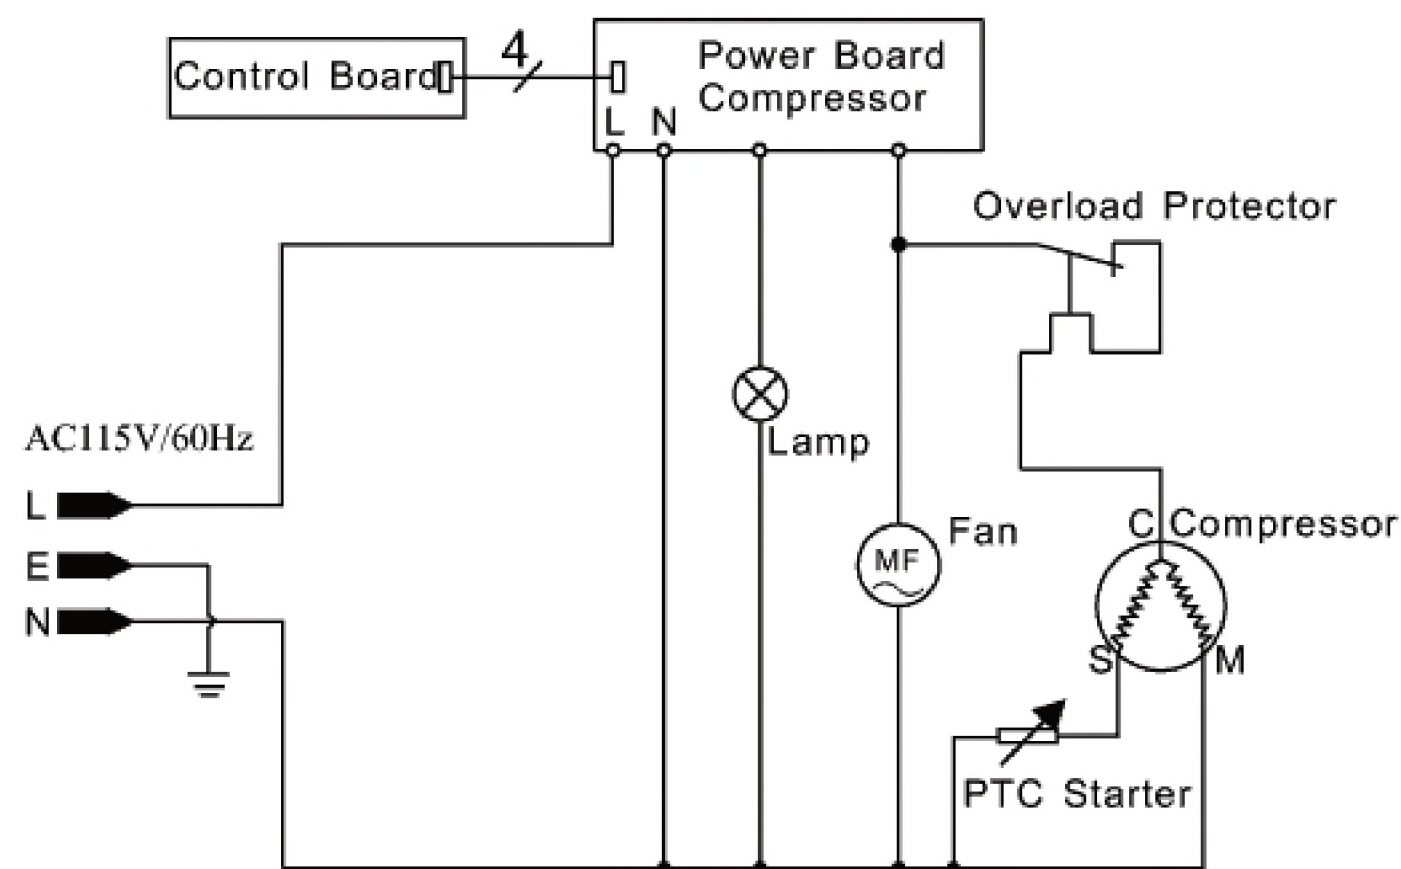 4
Control Board
Power Board
Compressor
L N
Overload Protector
AC115V/60Hz
Lamp
L
Fan
C Compressor
MF
E
N
S
M
PTC Starter